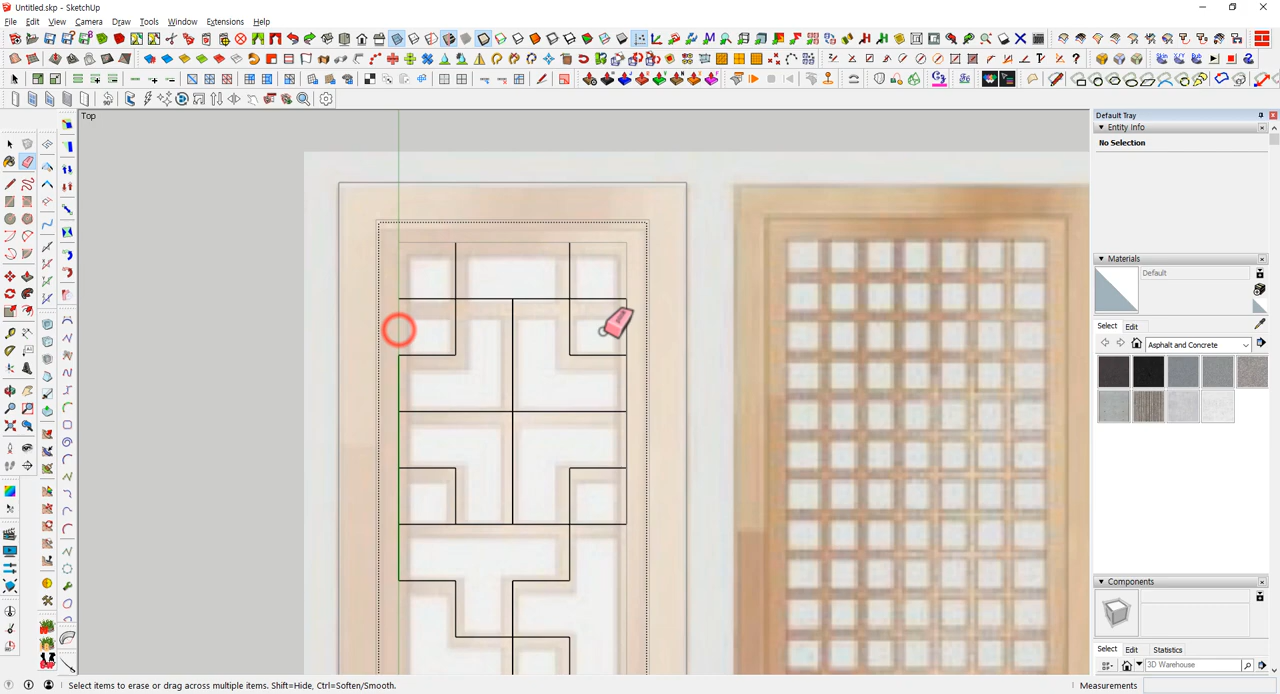 Untitled.skp - SketchUp
File Edit View Camera Draw Tools Window Extensions Help
Top
Default Tray
Entity Info
No Selection
Materials
Default
Select Edit
Asphalt and Concrete
Components
Select Edit Statistics
3D Warehouse
Select items to erase or drag across multiple items. Shift=Hide, Ctrl=Soften/Smooth.
Measurements